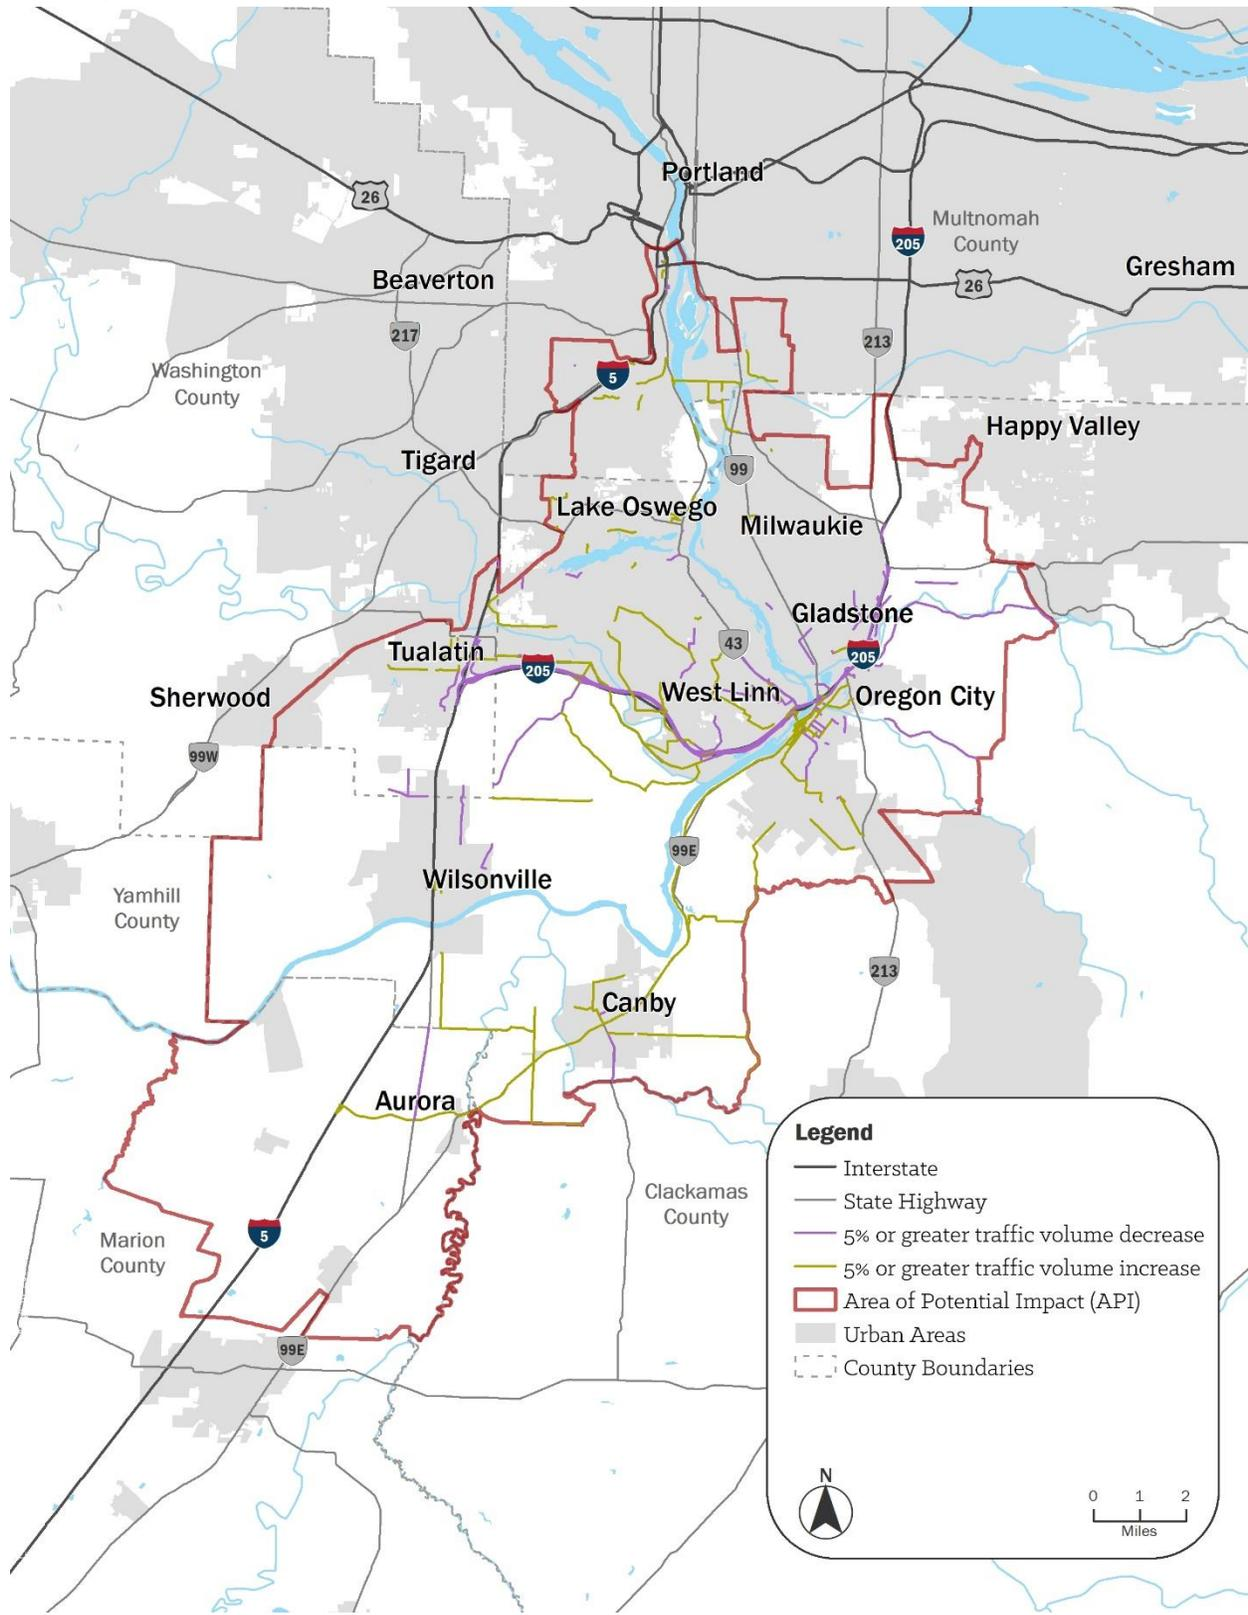 Portland
26
Multnomah
County
205
Beaverton
Gresham
26
217
213
Washington
County
5
Happy Valley
Tigard
99
Lake Oswego
Milwaukie
Gladstone
43
Tualatin
205
205
West Linn
Oregon City
Sherwood
99W
99E
Wilsonville
Yamhill
County
213
Canby
Aurora
Clackamas
County
5
Marion
County
99E
Legend
Interstate
State Highway
5% or greater traffic volume decrease
5% or greater traffic volume increase
Area of Potential Impact (API)
Urban Areas
County Boundaries
N
0 1 2
Miles